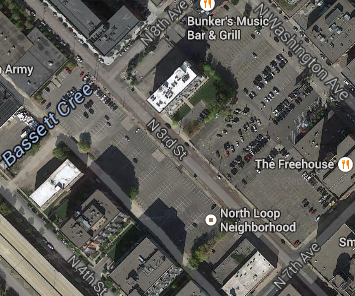 N 8th Ave
Bunker's Music
Bar & Grill
N Washington Ave
Army
Bassett Cree
N 3rd St
The Freehouse
North Loop
Neighborhood
Sm
N 4th St
N 7th Ave